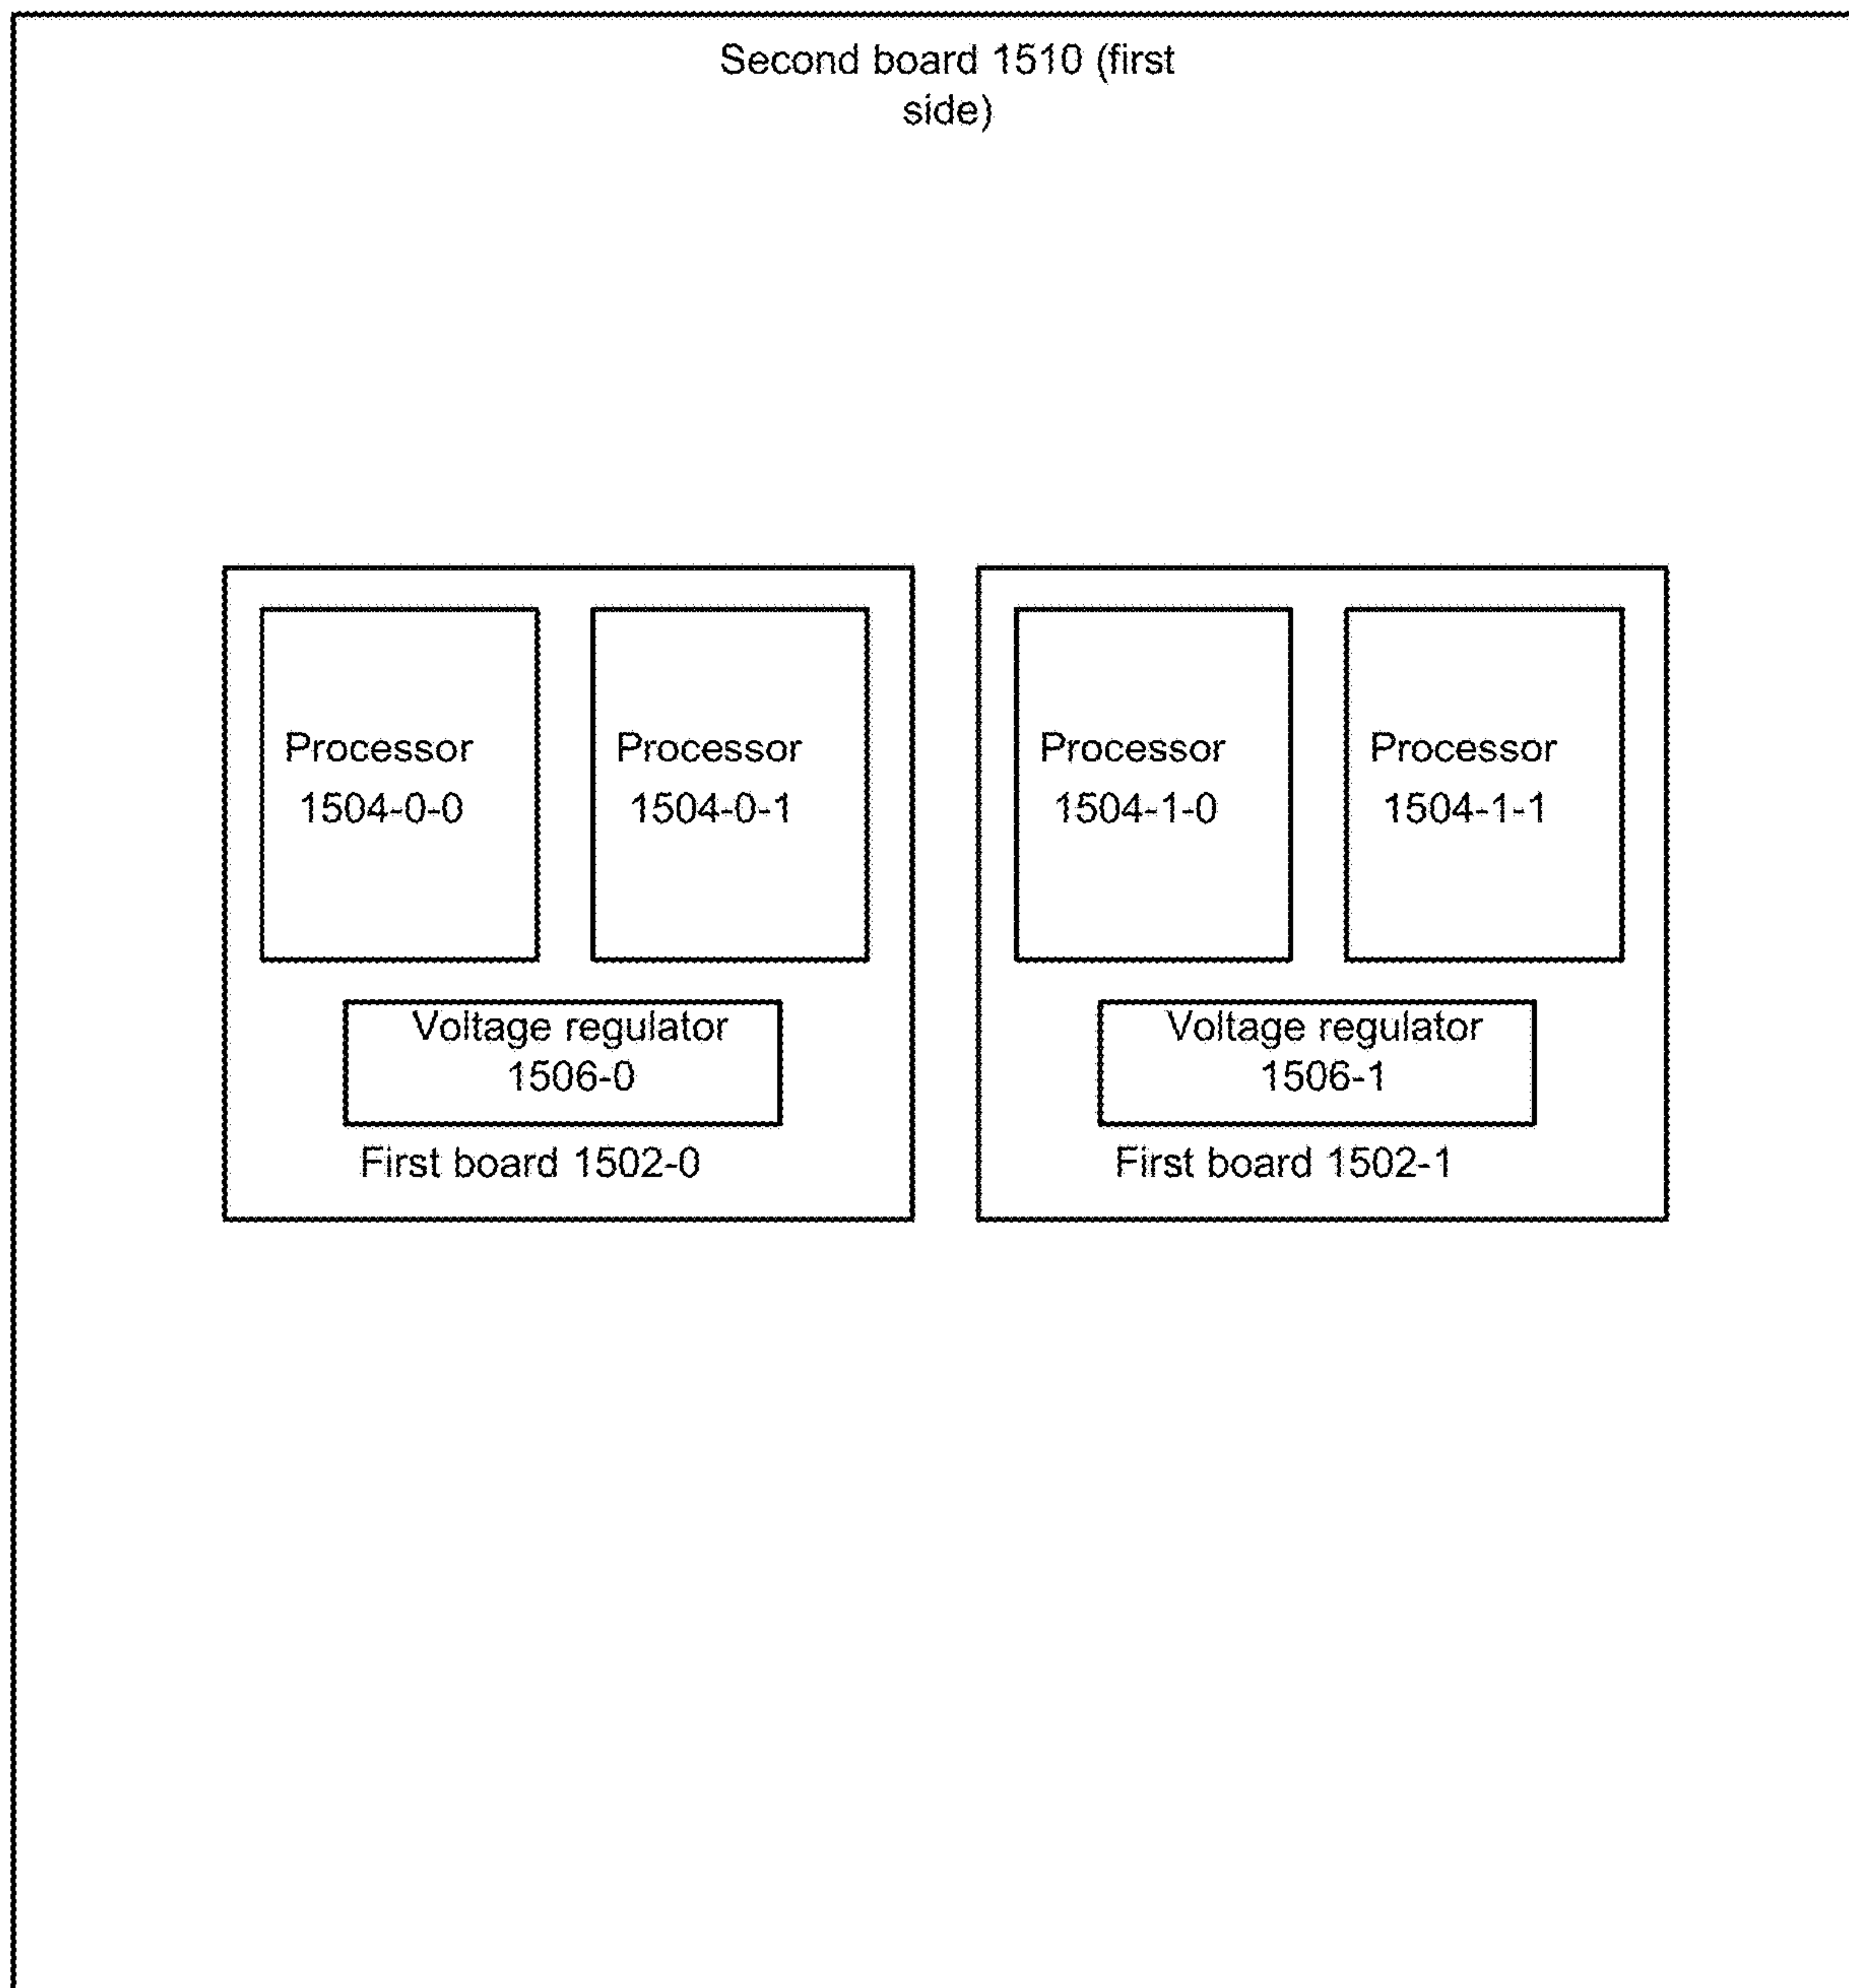 Second board 1510 (first
side)
Processor
1504-0-0
Processor
1504-0-1
Voltage regulator
1506-0
First board 1502-0
Processor
1504-1-0
Processor
1504-1-1
Voltage regulator
1506-1
First board 1502-1